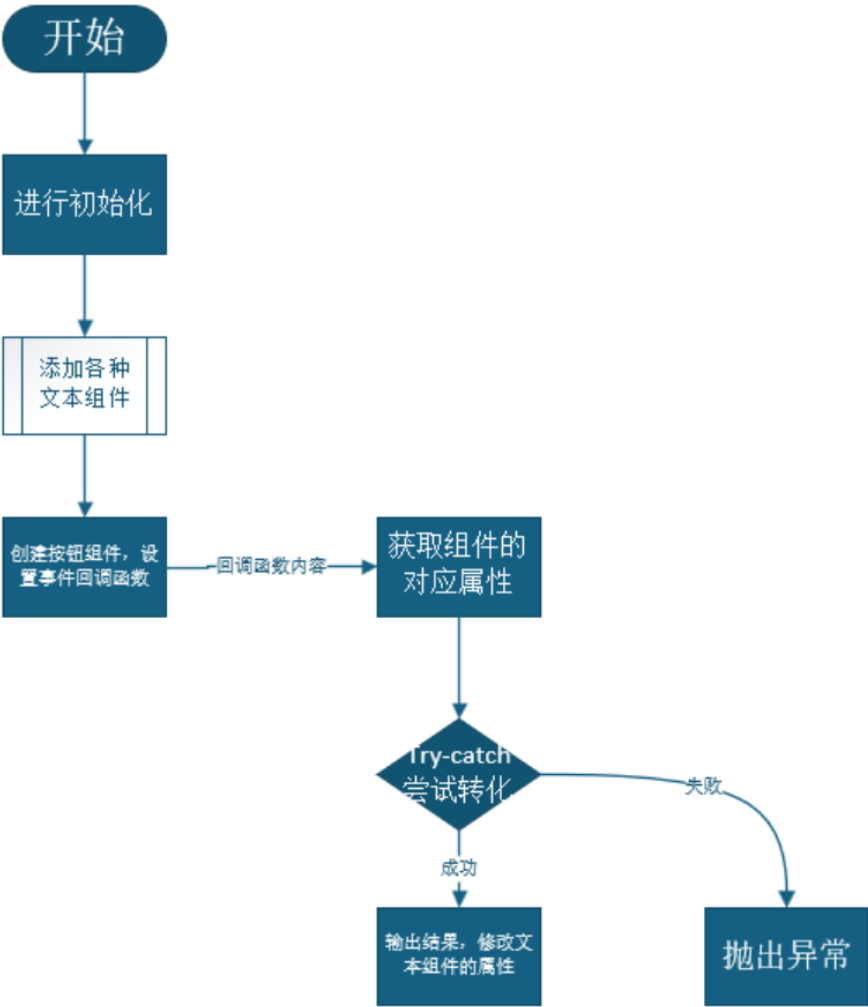 开始
进行初始化
添加各种
文本组件
创建按钮组件，设
置事件回调函数
回调函数内容
获取组件的
对应属性
Try-catch
尝试转化
失败
成功
输出结果，修改文
本组件的属性
抛出异常